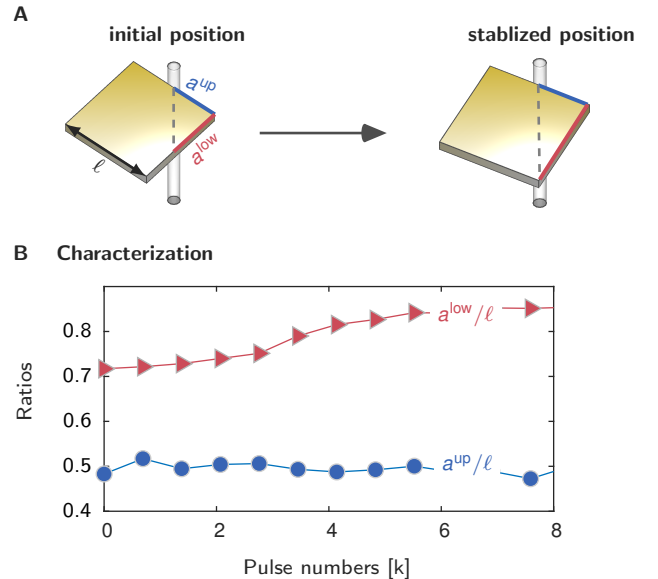 A
initial position
stablized position
a^up
a^low
ℓ
B Characterization
Ratios
0.8
0.7
0.6
0.5
0.4
a^low/ℓ
a^up/ℓ
0 2 4 6 8
Pulse numbers [k]